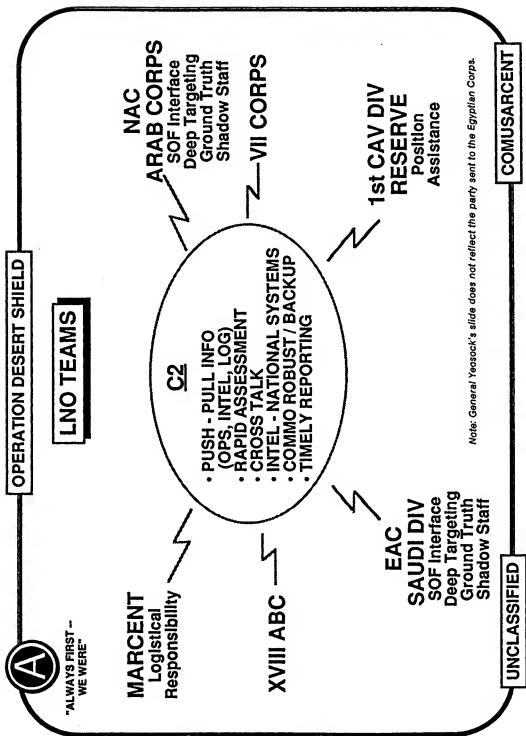 OPERATION DESERT SHIELD
A
"ALWAYS FIRST –
WE WERE"
LNO TEAMS
MARCENT
Logistical
Responsibility
NAC
ARAB CORPS
SOF Interface
Deep Targeting
Ground Truth
Shadow Staff
C2
• PUSH - PULL INFO
(OPS, INTEL, LOG)
• RAPID ASSESSMENT
• CROSS TALK
• INTEL - NATIONAL SYSTEMS
• COMMO ROBUST / BACKUP
• TIMELY REPORTING
XVIII ABC
VII CORPS
EAC
SAUDI DIV
SOF Interface
Deep Targeting
Ground Truth
Shadow Staff
1st CAV DIV
RESERVE
Position
Assistance
Note: General Yeosock's slide does not reflect the party sent to the Egyptian Corps.
UNCLASSIFIED
COMUSARCENT